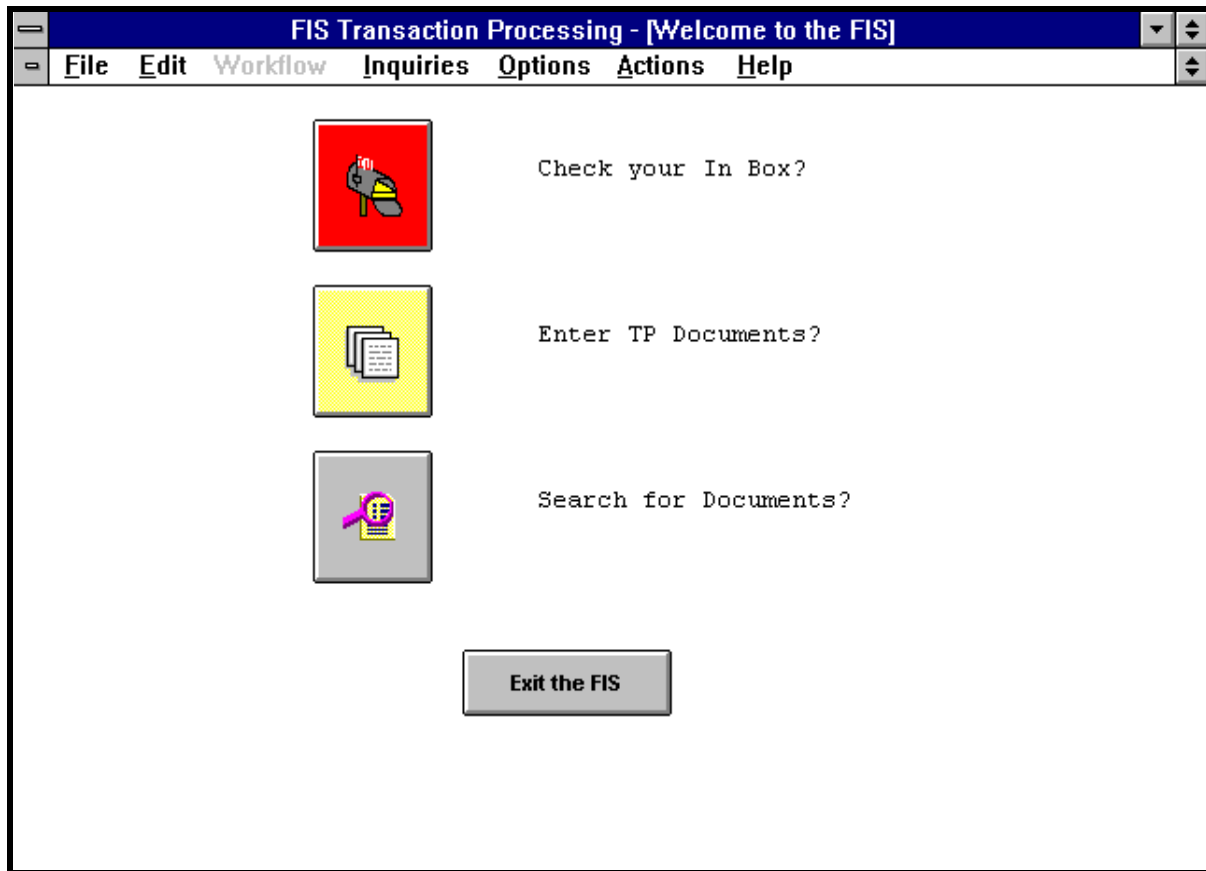 FIS Transaction Processing - [Welcome to the FIS]
File Edit Workflow Inquiries Options Actions Help
Check your In Box?
Enter TP Documents?
Search for Documents?
Exit the FIS